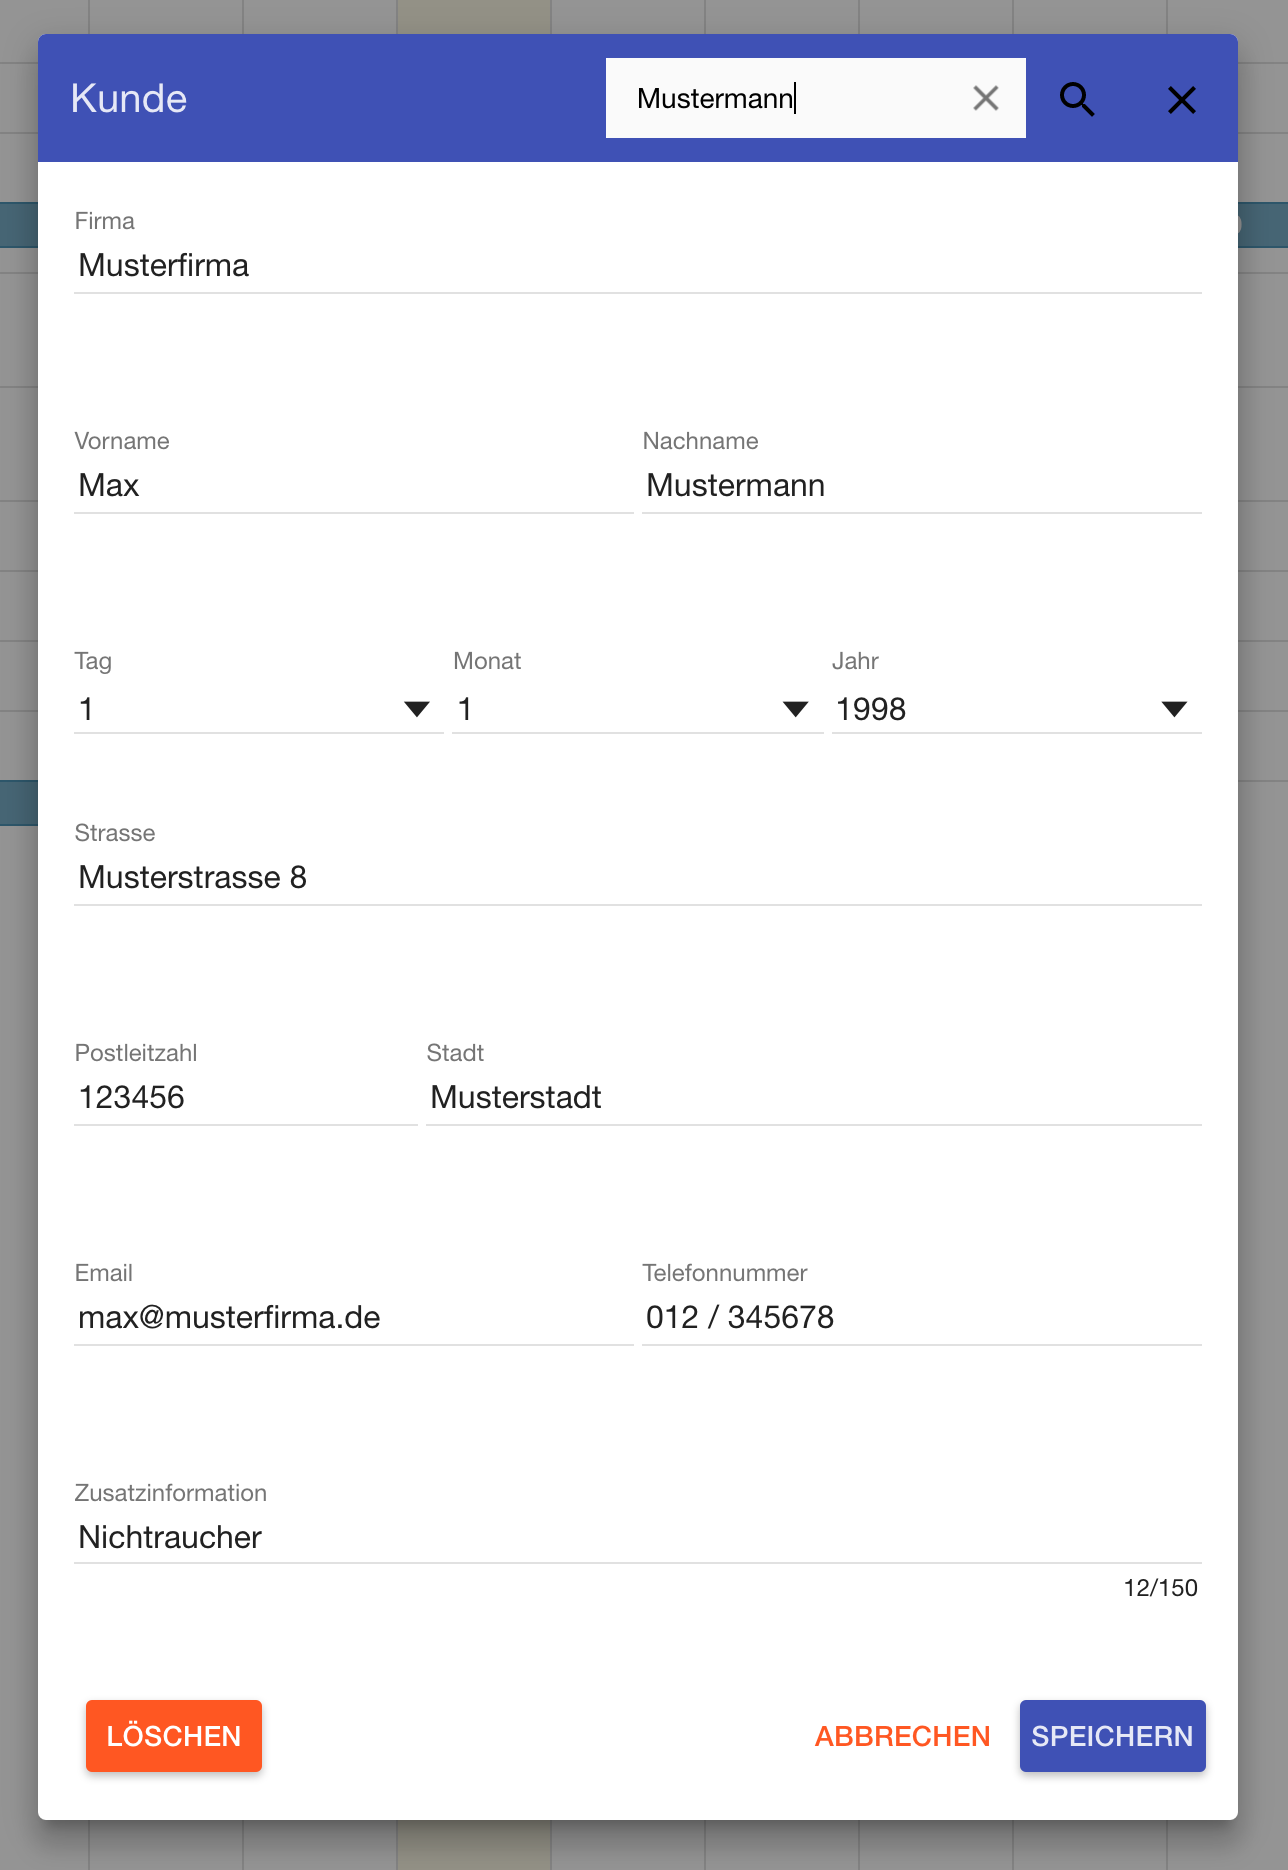 Kunde
Mustermann
Firma
Musterfirma
Vorname Nachname
Max Mustermann
Tag Monat Jahr
1 1 1998
Strasse
Musterstrasse 8
Postleitzahl Stadt
123456 Musterstadt
Email Telefonnummer
max@musterfirma.de 012 / 345678
Zusatzinformation
Nichtraucher
12/150
LÖSCHEN ABBRECHEN SPEICHERN